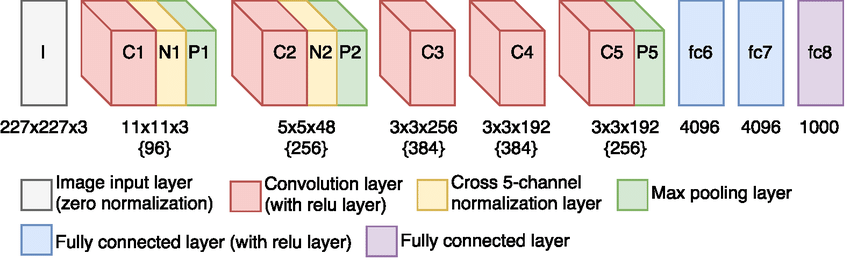 I C1 N1 P1 C2 N2 P2 C3 C4 C5 P5 fc6 fc7 fc8
227x227x3 11x11x3 5x5x48 3x3x256 3x3x192 3x3x192 4096 4096 1000
{96} {256} {384} {384} {256}
Image input layer
(zero normalization)
Convolution layer
(with relu layer)
Cross 5-channel
normalization layer
Max pooling layer
Fully connected layer (with relu layer)
Fully connected layer